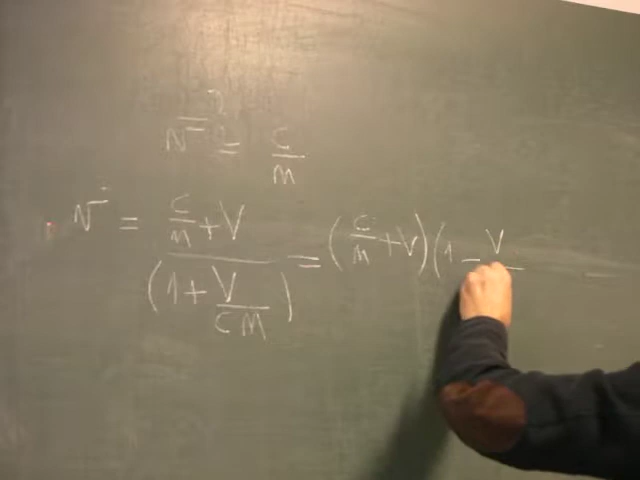 c/m
= (c/m + V)/(1 + V/(cm)) = (c/m + V)(1 - V